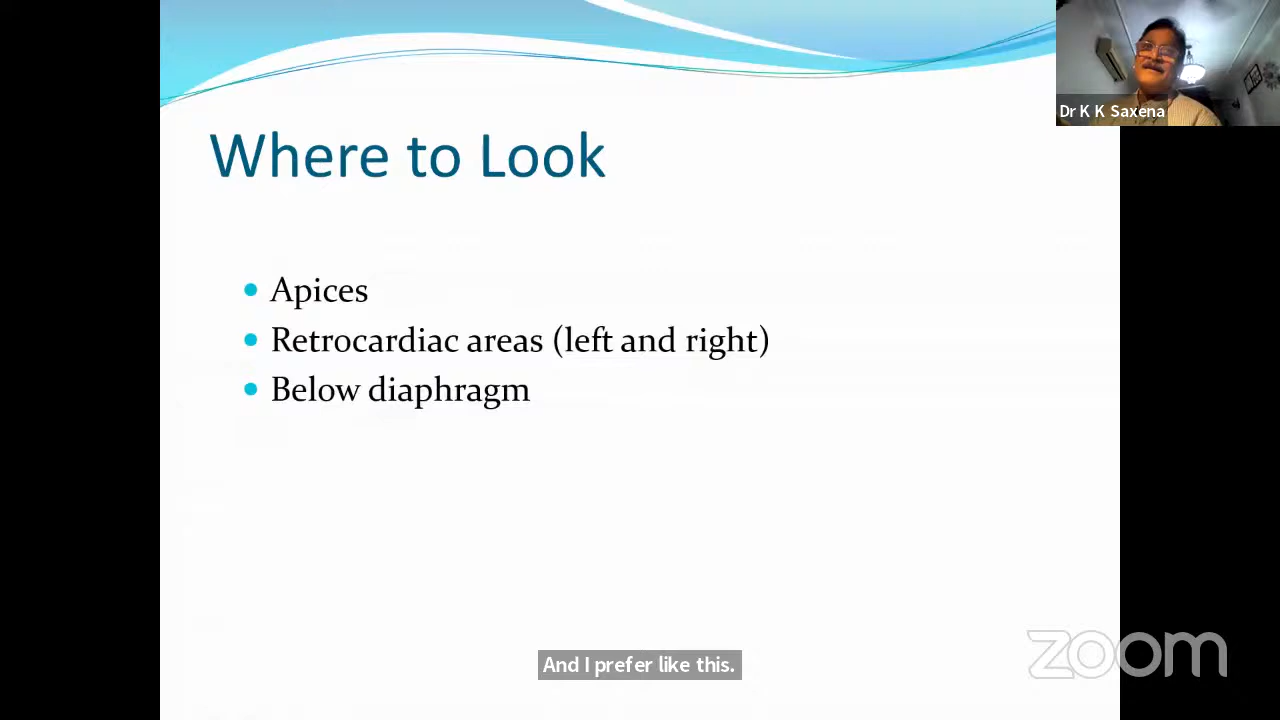 Dr K K Saxena
Where to Look
Apices
Retrocardiac areas (left and right)
Below diaphragm
And I prefer like this.
zoom